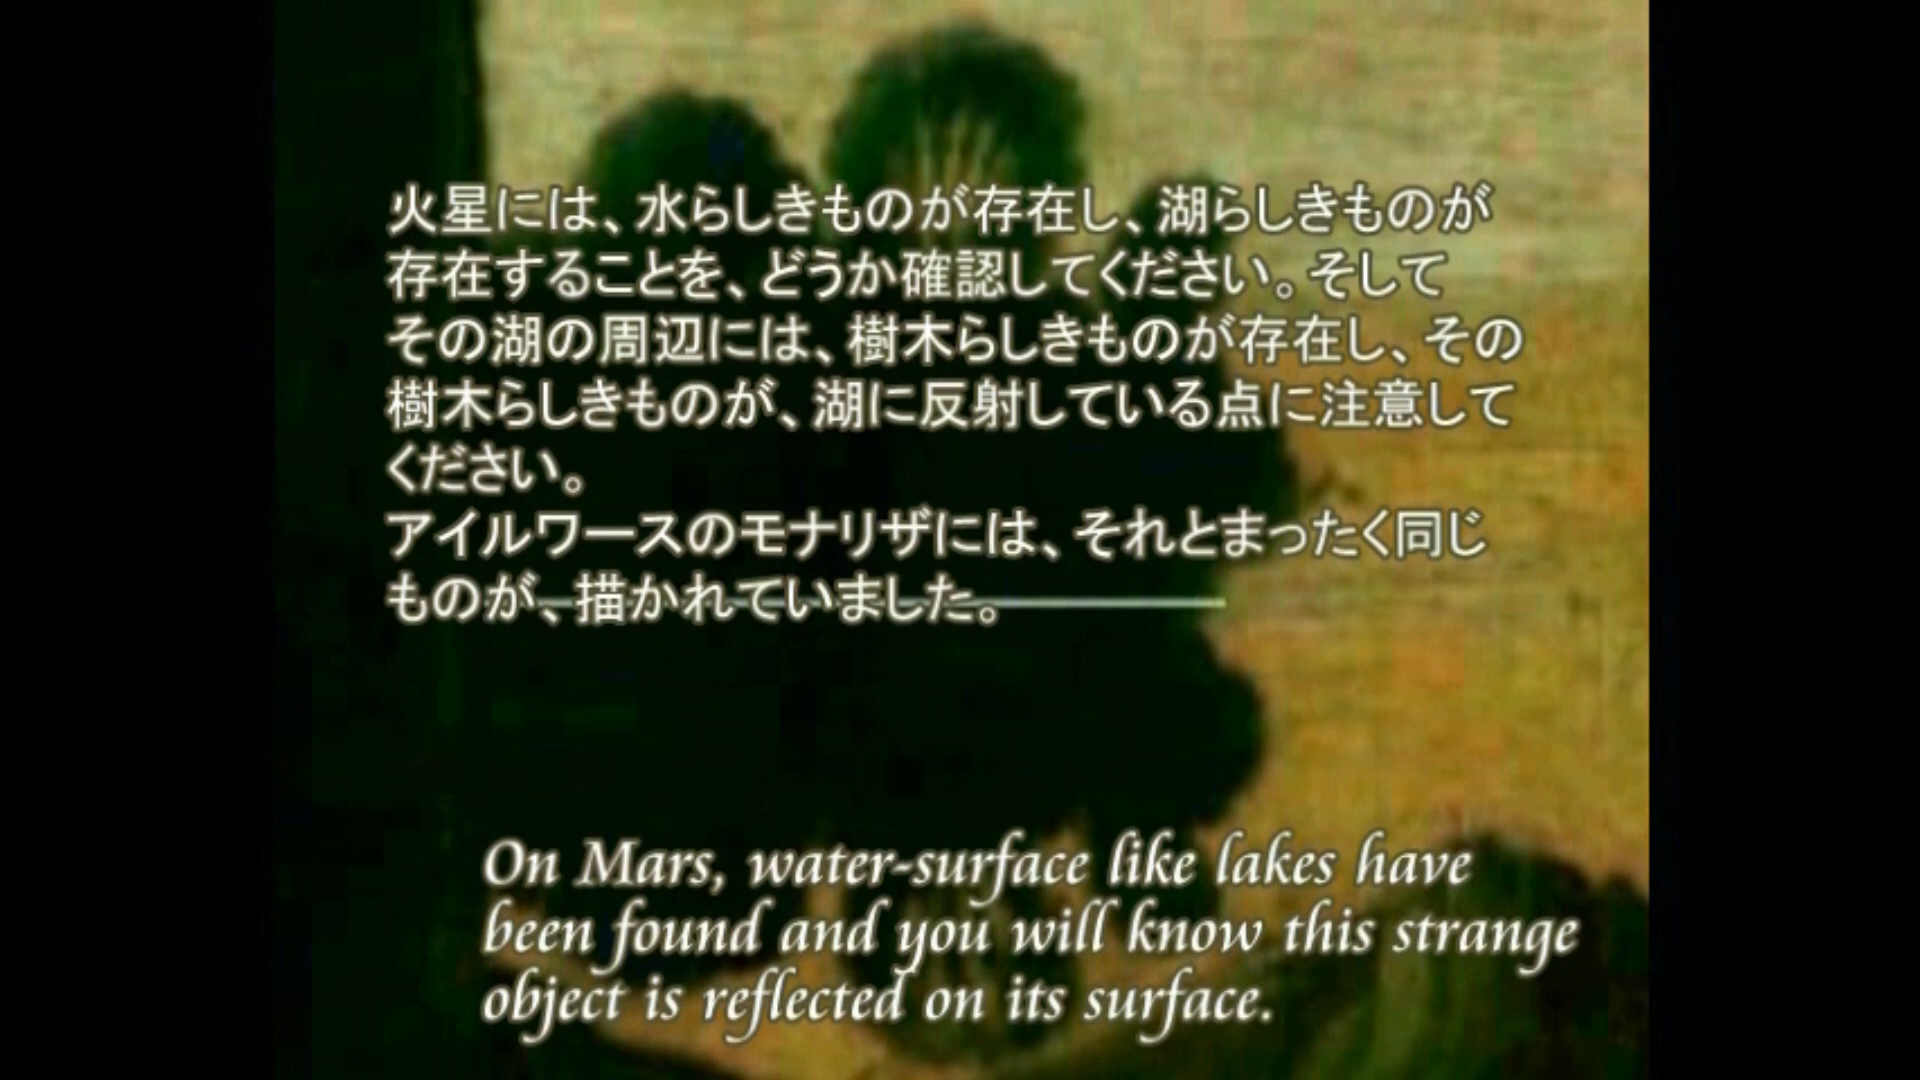 火星には、水らしきものが存在し、湖らしきものが
存在することを、どうか確認してください。そして
その湖の周辺には、樹木らしきものが存在し、その
樹木らしきものが、湖に反射している点に注意して
ください。
アイルワースのモナリザには、それとまったく同じ
ものが、描かれていました。
On Mars, water-surface like lakes have
been found and you will know this strange
object is reflected on its surface.